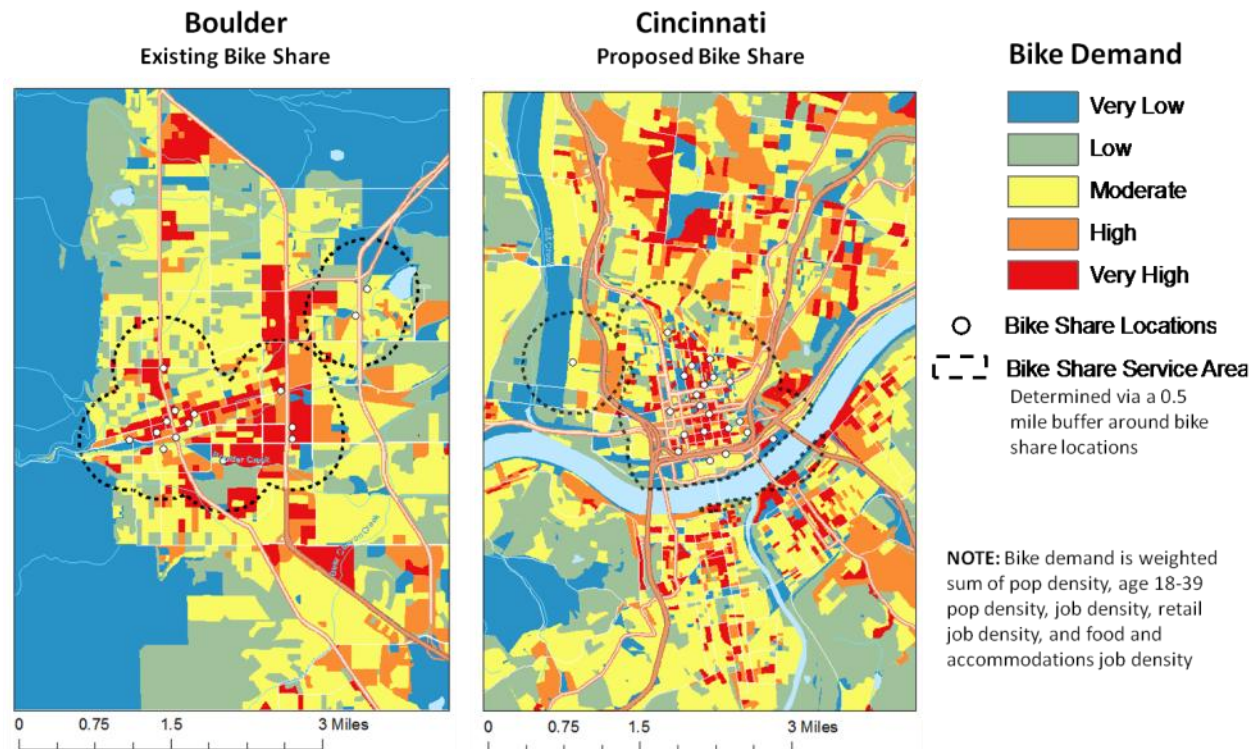 Boulder
Existing Bike Share
Cincinnati
Proposed Bike Share
Bike Demand
Very Low
Low
Moderate
High
Very High
Bike Share Locations
Bike Share Service Area
Determined via a 0.5
mile buffer around bike
share locations
NOTE: Bike demand is weighted
sum of pop density, age 18-39
pop density, job density, retail
job density, and food and
accommodations job density
0 0.75 1.5 3 Miles
0 0.75 1.5 3 Miles